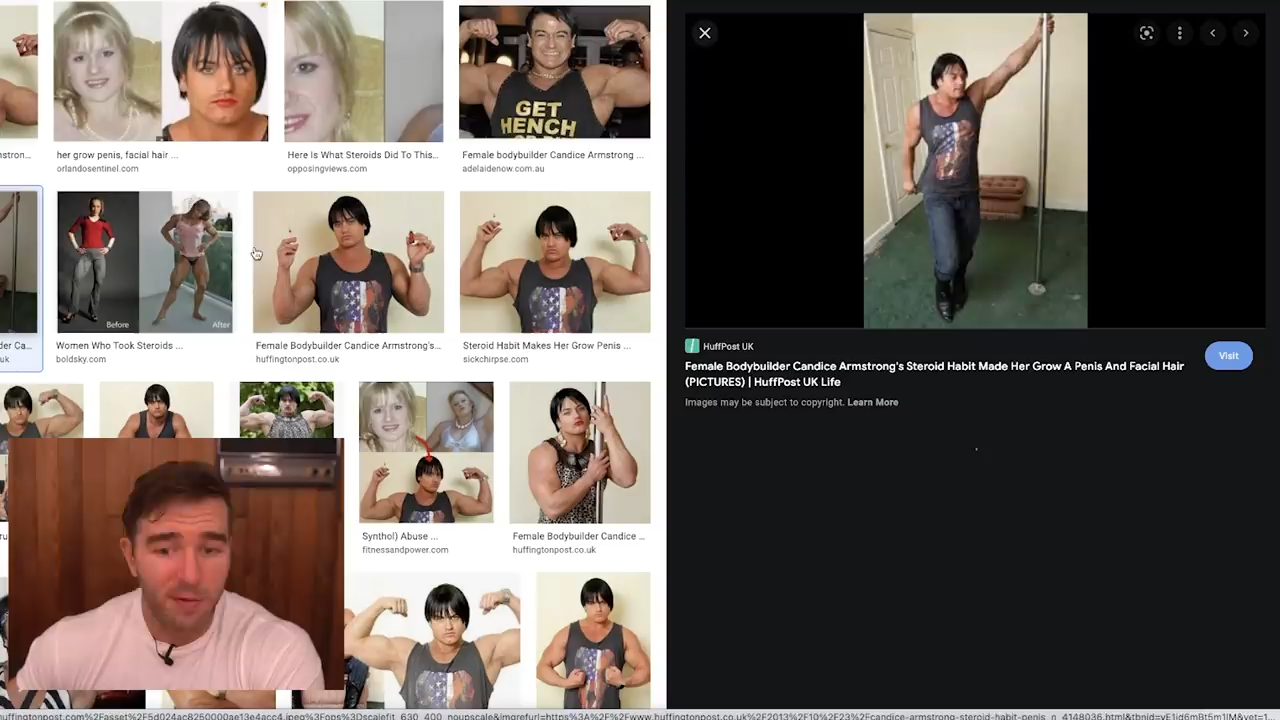 GET
HENCH
nstron...
her grow penis, facial hair ...
Here Is What Steroids Did To This...
Female bodybuilder Candice Armstrong ...
orlandosentinel.com
opposingviews.com
adelaidenow.com.au
Before
After
der Ca...
Women Who Took Steroids ...
Female Bodybuilder Candice Armstrong's...
Steroid Habit Makes Her Grow Penis ...
uk
boldsky.com
huffingtonpost.co.uk
sickchirpse.com
Synthol) Abuse ...
Female Bodybuilder Candice ...
fitnessandpower.com
huffingtonpost.co.uk
HuffPost UK
Female Bodybuilder Candice Armstrong's Steroid Habit Made Her Grow A Penis And Facial Hair
(PICTURES) | HuffPost UK Life
Visit
Images may be subject to copyright. Learn More